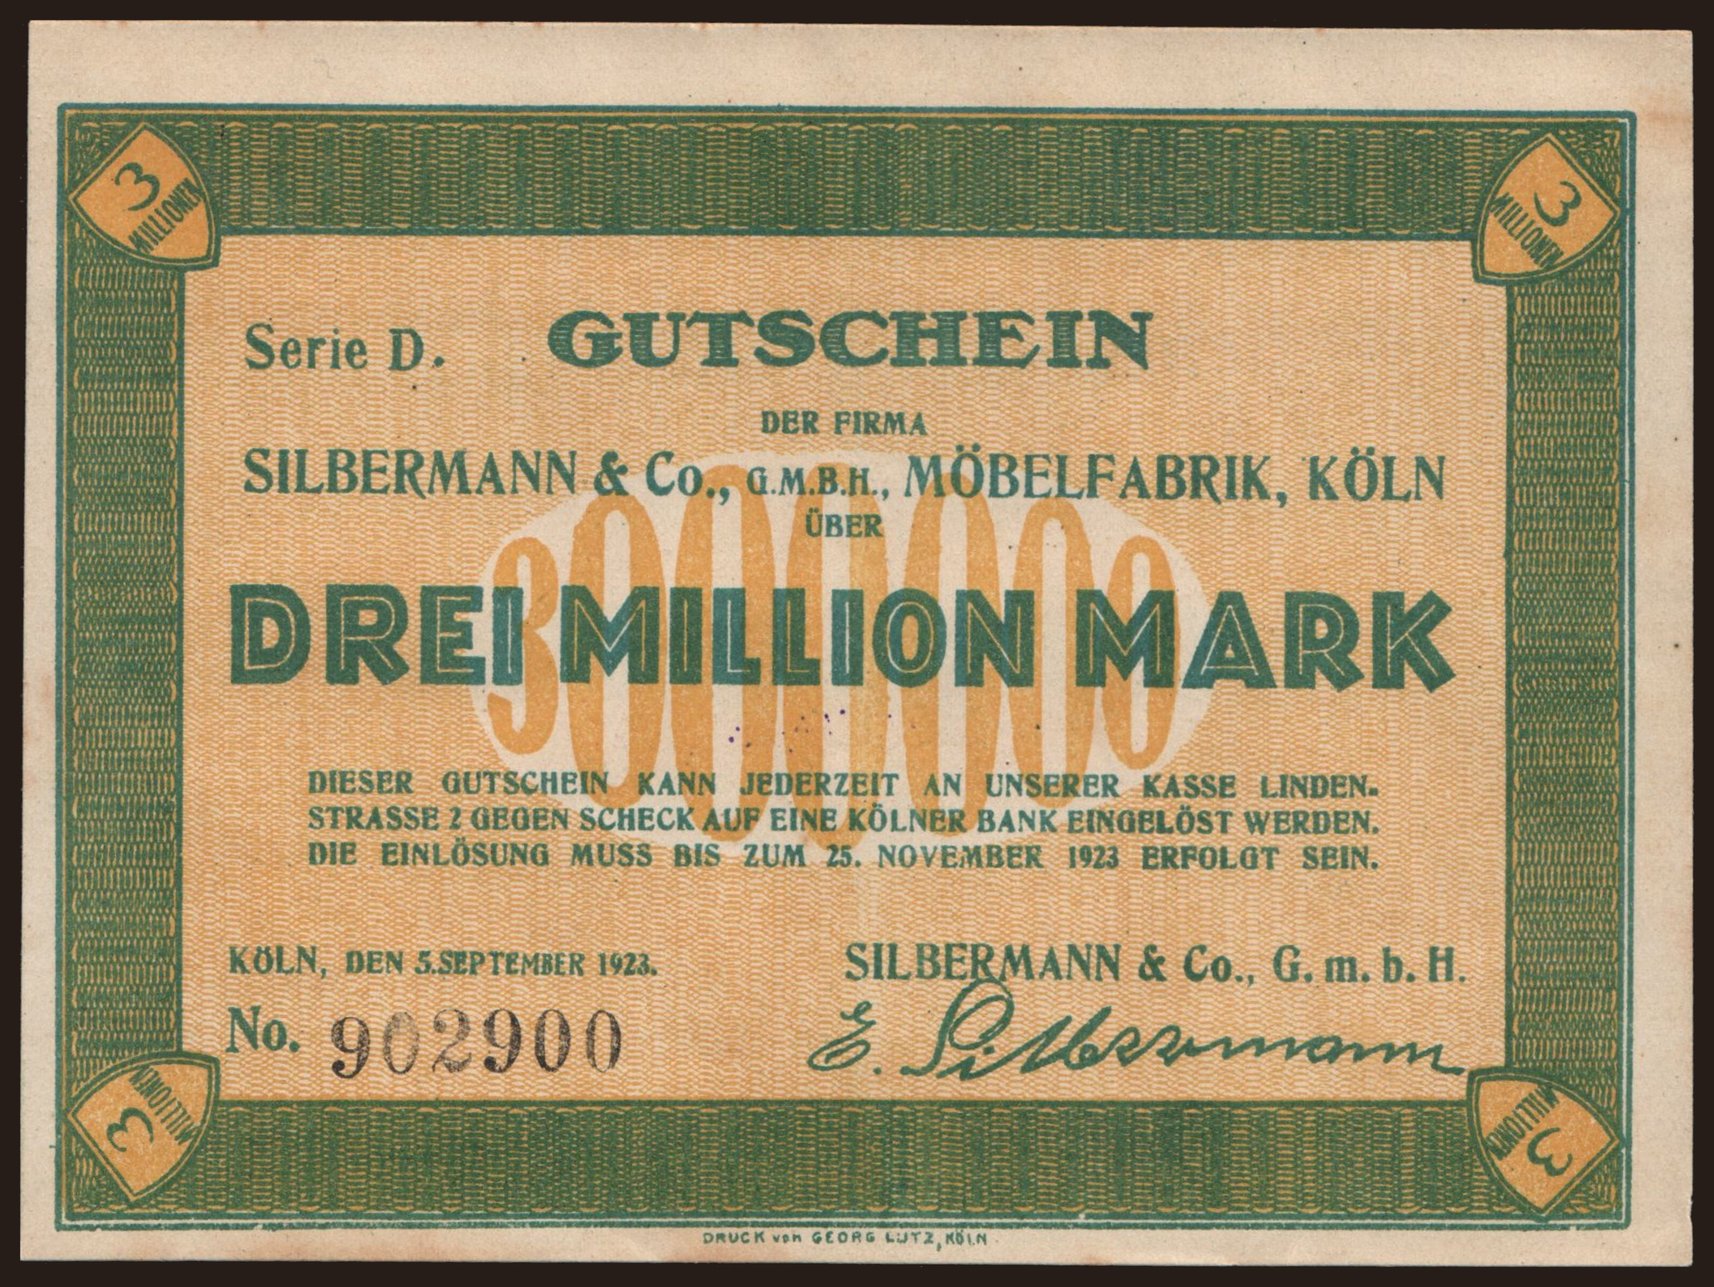 3 MILLIONEN
3 MILLIONEN
Serie D. GUTSCHEIN
DER FIRMA
SILBERMANN & Co., G.M.B.H., MÖBELFABRIK, KÖLN
ÜBER
3000000
DREI MILLION MARK
DIESER GUTSCHEIN KANN JEDERZEIT AN UNSERER KASSE LINDEN-
STRASSE 2 GEGEN SCHECK AUF EINE KÖLNER BANK EINGELÖST WERDEN.
DIE EINLÖSUNG MUSS BIS ZUM 25. NOVEMBER 1923 ERFOLGT SEIN.
KÖLN, DEN 5. SEPTEMBER 1923.
SILBERMANN & Co., G. m. b. H.
No. 902900
E. Silbermann
3 MILLIONEN
3 MILLIONEN
DRUCK von GEORG LUTZ, KÖLN.